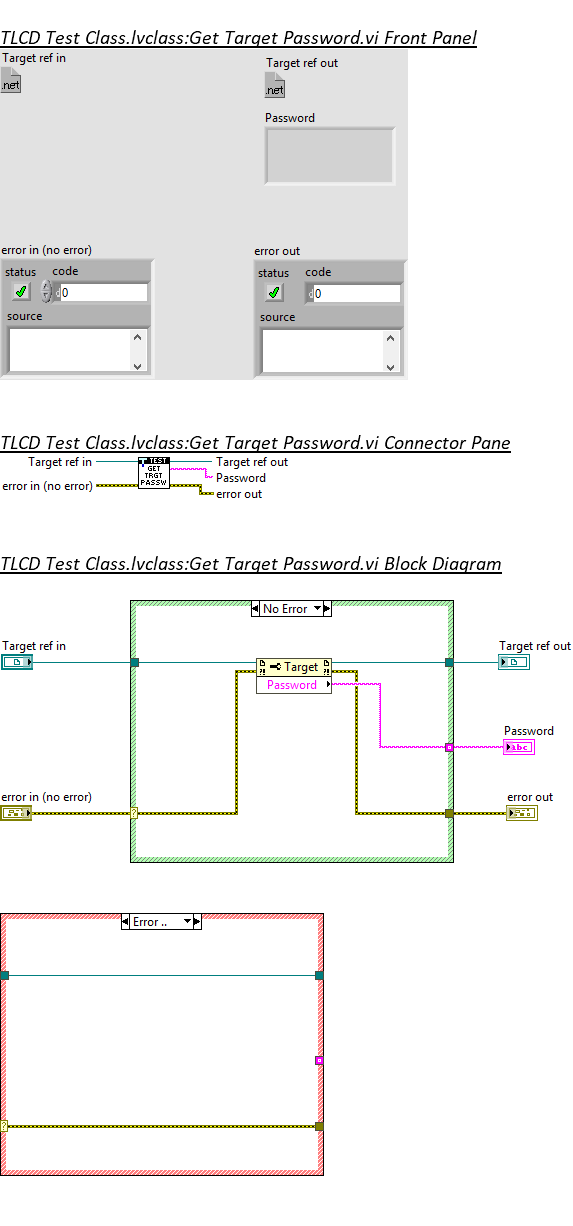 TLCD Test Class.lvclass:Get Target Password.vi Front Panel
Target ref in
Target ref out
.net
.net
Password
error in (no error)
error out
status code
status code
0
0
source
source
TLCD Test Class.lvclass:Get Target Password.vi Connector Pane
Target ref in
TEST
GET
TRGT
PASSW
Target ref out
Password
error in (no error)
error out
TLCD Test Class.lvclass:Get Target Password.vi Block Diagram
No Error
Target ref in
Target ref out
Target
Password
Password
abc
error in (no error)
error out
?
Error ..
?